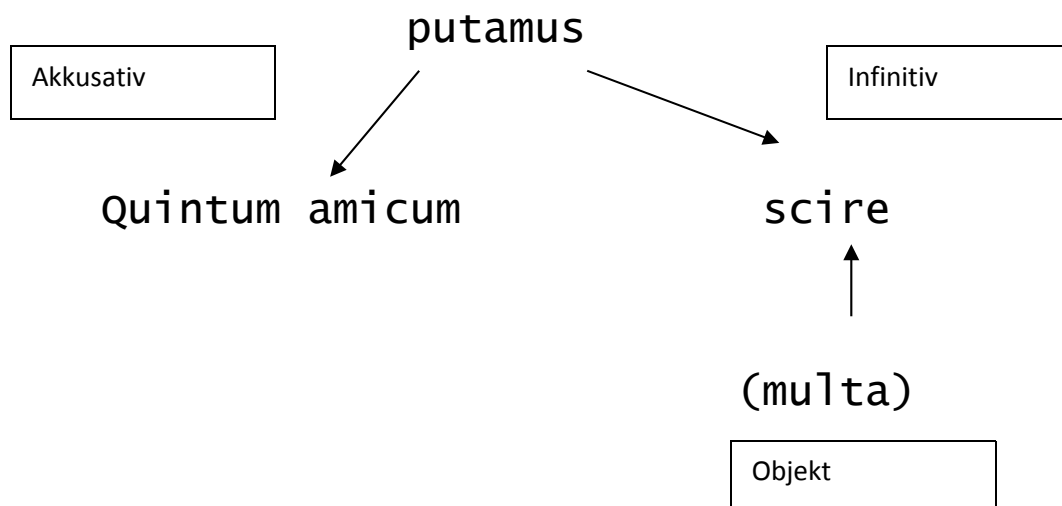 putamus
Akkusativ
Infinitiv
Quintum amicum
scire
(multa)
Objekt